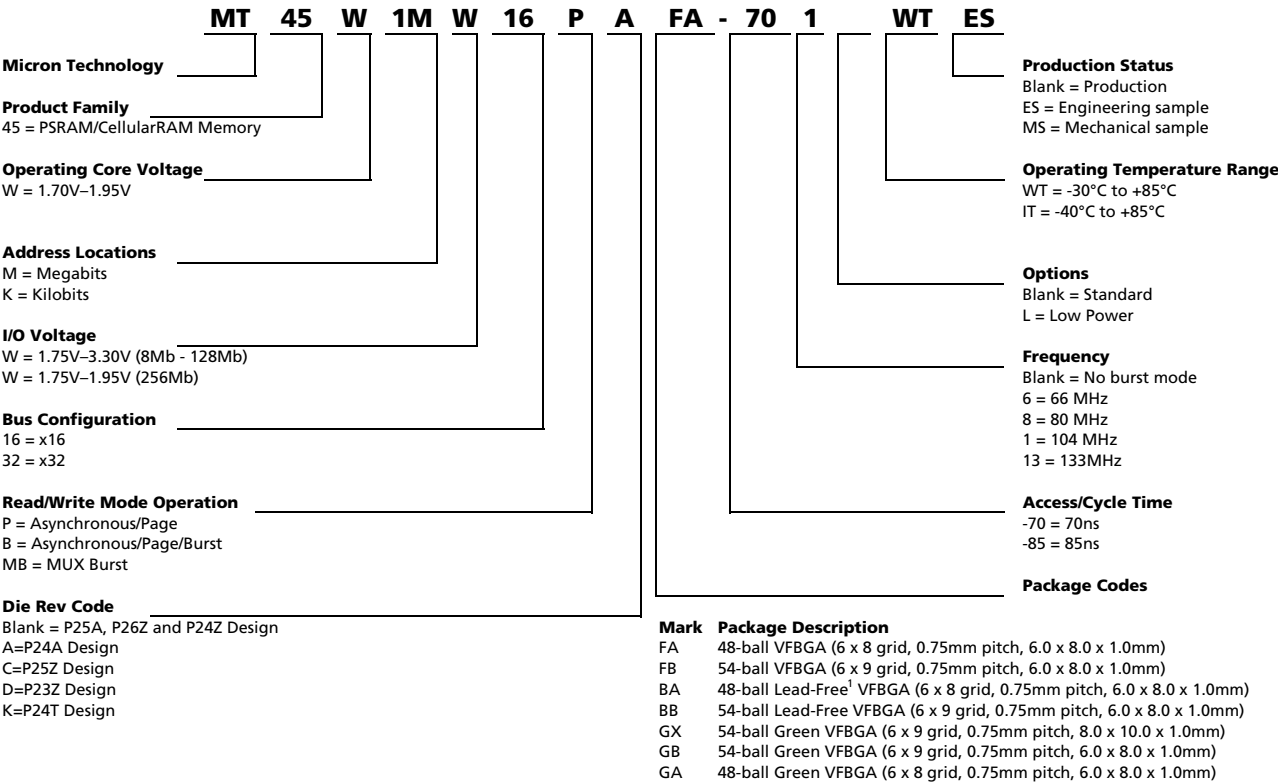 MT 45 W 1M W 16 P A FA - 70 1 WT ES
Micron Technology
Product Family
45 = PSRAM/CellularRAM Memory
Operating Core Voltage
W = 1.70V–1.95V
Address Locations
M = Megabits
K = Kilobits
I/O Voltage
W = 1.75V–3.30V (8Mb - 128Mb)
W = 1.75V–1.95V (256Mb)
Bus Configuration
16 = x16
32 = x32
Read/Write Mode Operation
P = Asynchronous/Page
B = Asynchronous/Page/Burst
MB = MUX Burst
Die Rev Code
Blank = P25A, P26Z and P24Z Design
A=P24A Design
C=P25Z Design
D=P23Z Design
K=P24T Design
Production Status
Blank = Production
ES = Engineering sample
MS = Mechanical sample
Operating Temperature Range
WT = -30°C to +85°C
IT = -40°C to +85°C
Options
Blank = Standard
L = Low Power
Frequency
Blank = No burst mode
6 = 66 MHz
8 = 80 MHz
1 = 104 MHz
13 = 133MHz
Access/Cycle Time
-70 = 70ns
-85 = 85ns
Package Codes
Mark Package Description
FA 48-ball VFBGA (6 x 8 grid, 0.75mm pitch, 6.0 x 8.0 x 1.0mm)
FB 54-ball VFBGA (6 x 9 grid, 0.75mm pitch, 6.0 x 8.0 x 1.0mm)
BA 48-ball Lead-Free¹ VFBGA (6 x 8 grid, 0.75mm pitch, 6.0 x 8.0 x 1.0mm)
BB 54-ball Lead-Free VFBGA (6 x 9 grid, 0.75mm pitch, 6.0 x 8.0 x 1.0mm)
GX 54-ball Green VFBGA (6 x 9 grid, 0.75mm pitch, 8.0 x 10.0 x 1.0mm)
GB 54-ball Green VFBGA (6 x 9 grid, 0.75mm pitch, 6.0 x 8.0 x 1.0mm)
GA 48-ball Green VFBGA (6 x 8 grid, 0.75mm pitch, 6.0 x 8.0 x 1.0mm)